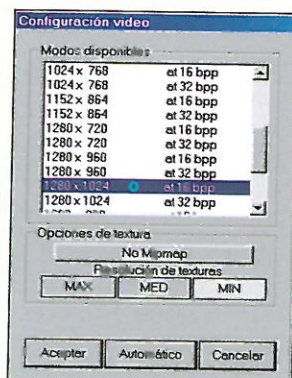 Configuración video
Modos disponibles
1024 x 768 at 16 bpp
1024 x 768 at 32 bpp
1152 x 864 at 16 bpp
1152 x 864 at 32 bpp
1280 x 720 at 16 bpp
1280 x 720 at 32 bpp
1280 x 960 at 16 bpp
1280 x 960 at 32 bpp
1280 x 1024 at 16 bpp
1280 x 1024 at 32 bpp
Opciones de textura
No Mipmap
Resolución de texturas
MAX MED MIN
Aceptar Automático Cancelar